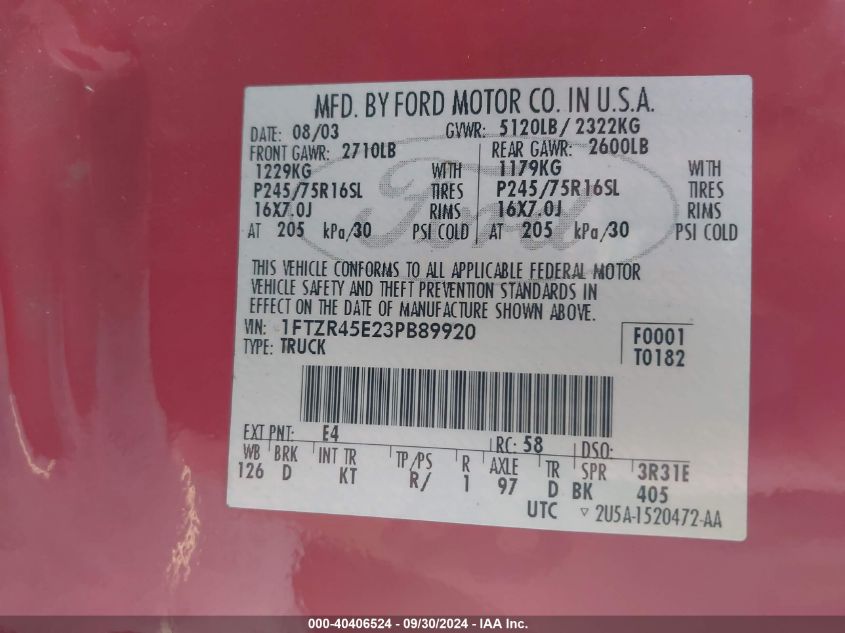 MFD. BY FORD MOTOR CO. IN U.S.A.
DATE: 08/03 GVWR: 5120LB/ 2322KG
FRONT GAWR: 2710LB REAR GAWR: 2600LB
1229KG WITH 1179KG WITH
P245/75R16SL TIRES P245/75R16SL TIRES
16X7.0J RIMS 16X7.0J RIMS
AT 205 kPa/30 PSI COLD AT 205 kPa/30 PSI COLD
Ford
THIS VEHICLE CONFORMS TO ALL APPLICABLE FEDERAL MOTOR
VEHICLE SAFETY AND THEFT PREVENTION STANDARDS IN
EFFECT ON THE DATE OF MANUFACTURE SHOWN ABOVE.
VIN: 1FTZR45E23PB89920 F0001
TYPE: TRUCK T0182
EXT PNT: E4 RC: 58 DSO:
WB BRK INT TR TP/PS R AXLE TR SPR 3R31E
126 D KT R/ 1 97 D BK 405
UTC ▿ 2U5A-1520472-AA
000-40406524 - 09/30/2024 - IAA Inc.